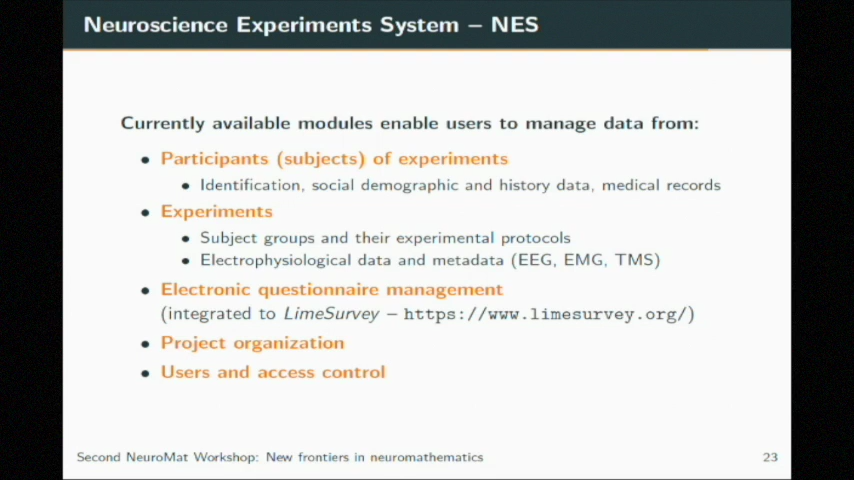 Neuroscience Experiments System – NES
Currently available modules enable users to manage data from:
• Participants (subjects) of experiments
• Identification, social demographic and history data, medical records
• Experiments
• Subject groups and their experimental protocols
• Electrophysiological data and metadata (EEG, EMG, TMS)
• Electronic questionnaire management
(integrated to LimeSurvey – https://www.limesurvey.org/)
• Project organization
• Users and access control
Second NeuroMat Workshop: New frontiers in neuromathematics
23